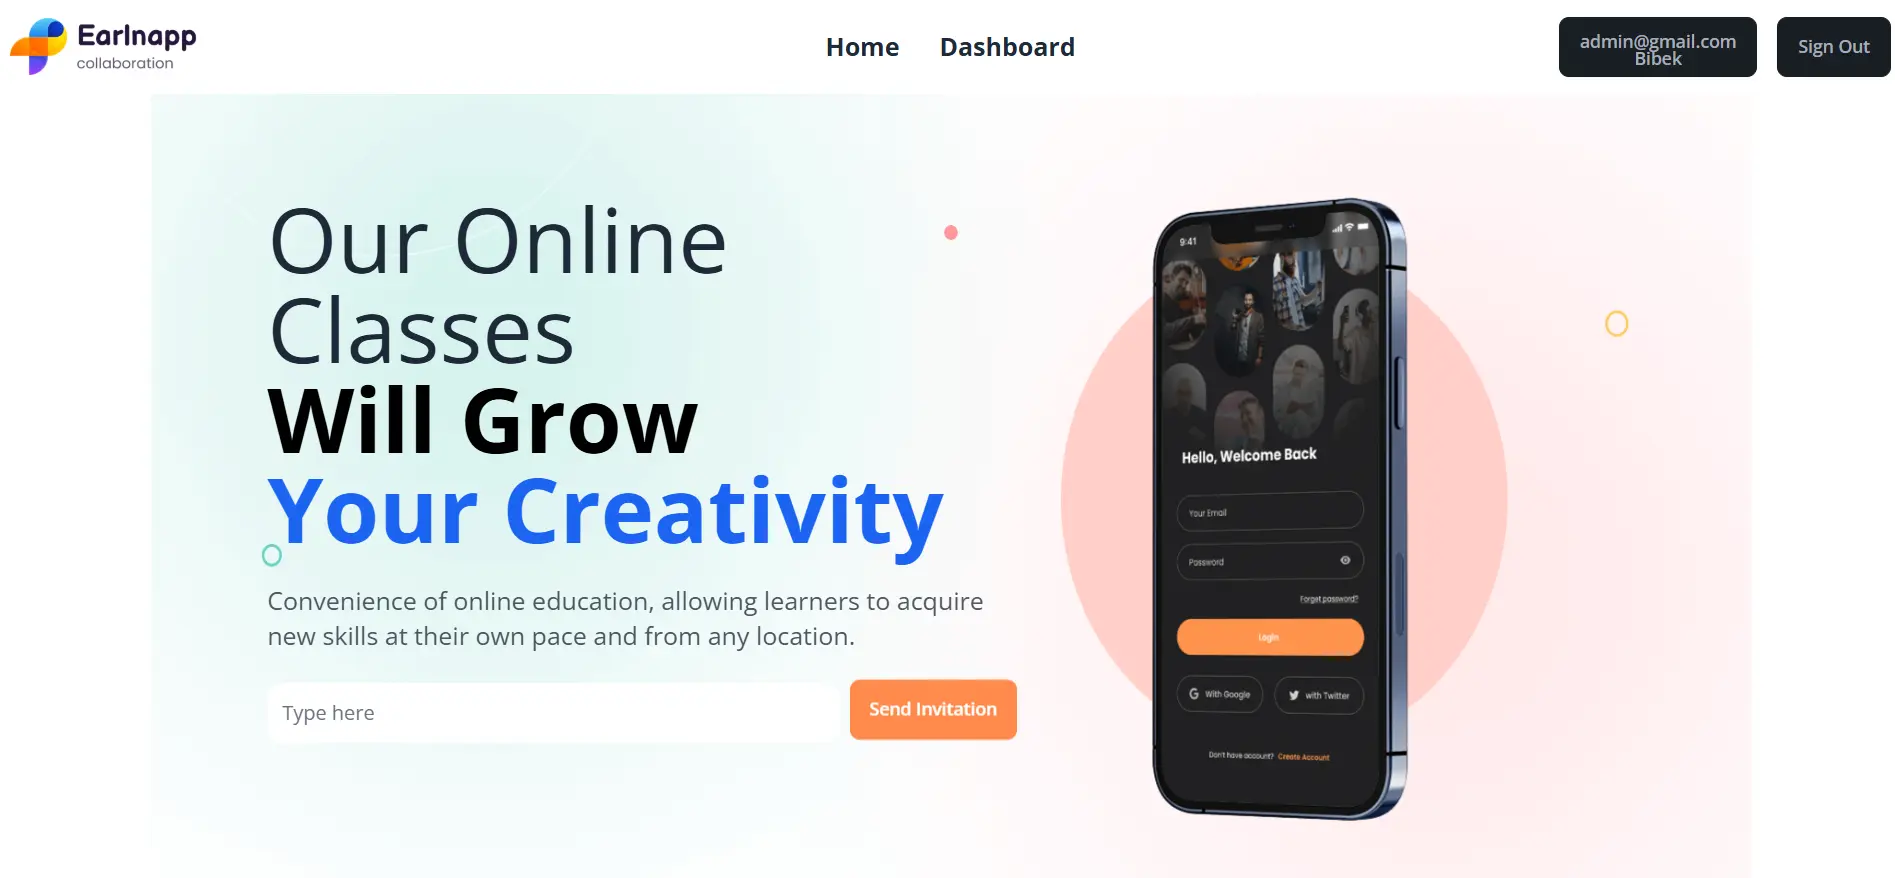 EarInapp
collaboration
Home
Dashboard
admin@gmail.com
Bibek
Sign Out
Our Online
Classes
Will Grow
Your Creativity
Convenience of online education, allowing learners to acquire
new skills at their own pace and from any location.
Type here
Send Invitation
9:41
Hello, Welcome Back
Your Email
Password
Forget password?
Login
With Google
with Twitter
Don't have account? Create Account